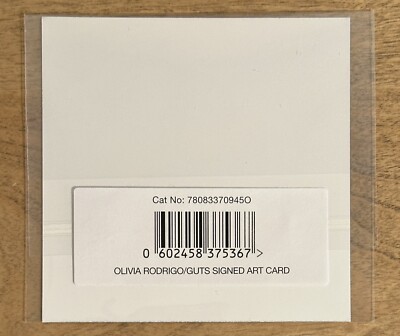 Cat No: 78083370945O
0 602458 375367 >
OLIVIA RODRIGO/GUTS SIGNED ART CARD